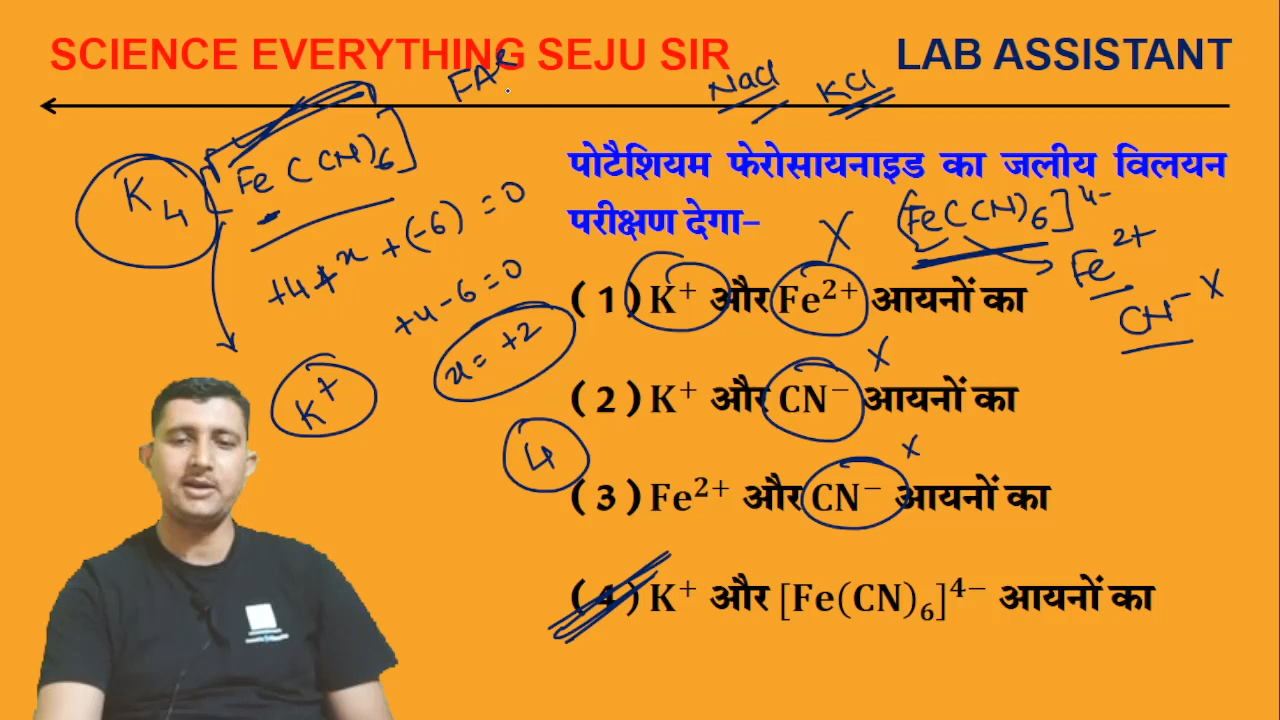 SCIENCE EVERYTHING SEJU SIR
LAB ASSISTANT
NaCl KCl
K4 [Fe(CN)6]
+4 + x + (-6) = 0
+4 - 6 = 0
x = +2
K+
4
पोटैशियम फेरोसायनाइड का जलीय विलयन
परीक्षण देगा–
[Fe(CN)6]4-
Fe2+
CN- X
X
(1) K⁺ और Fe²⁺ आयनों का
X
(2) K⁺ और CN⁻ आयनों का
X
(3) Fe²⁺ और CN⁻ आयनों का
(4) K⁺ और [Fe(CN)₆]⁴⁻ आयनों का